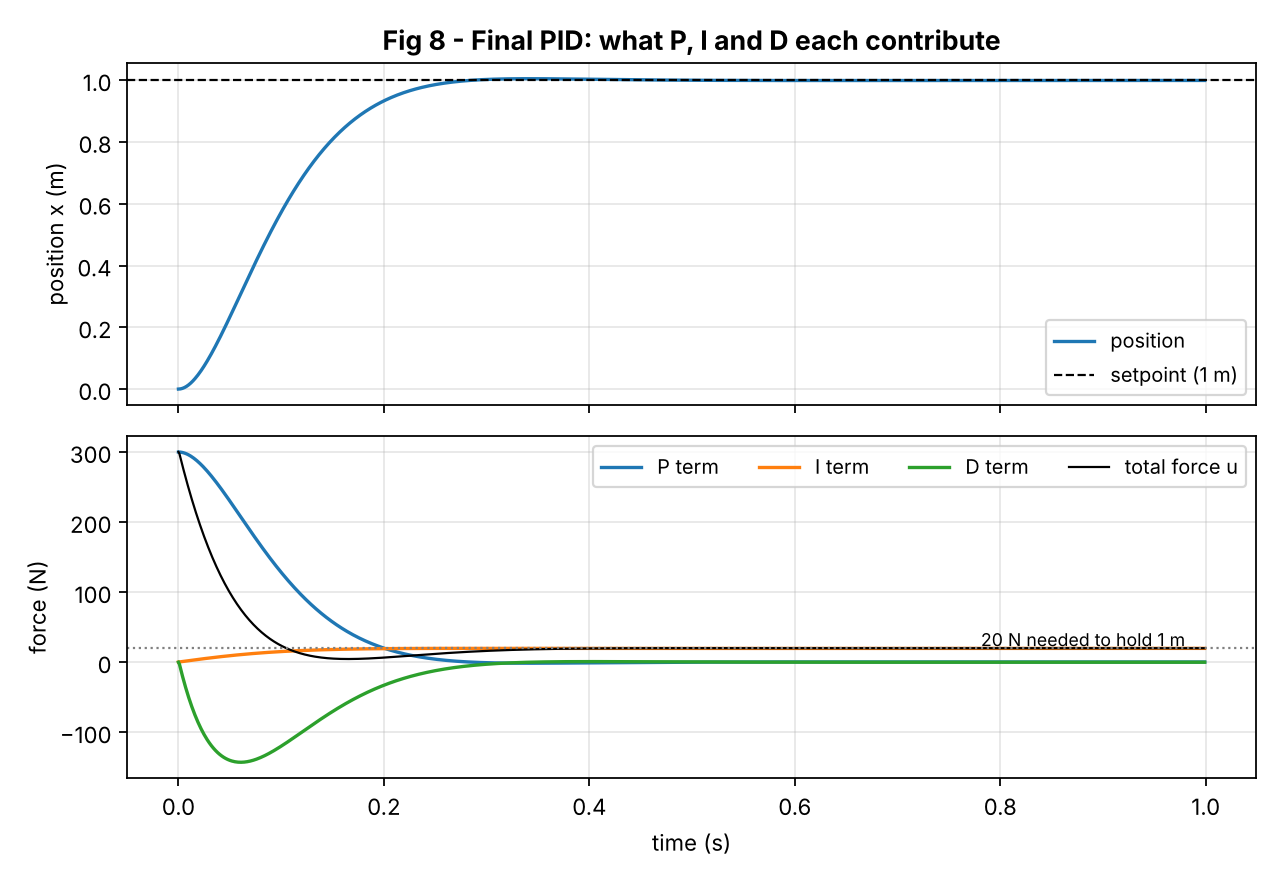 Fig 8 - Final PID: what P, I and D each contribute
position x (m)
1.0
0.8
0.6
0.4
0.2
0.0
position
setpoint (1 m)
force (N)
300
200
100
0
−100
P term I term D term total force u
20 N needed to hold 1 m
0.0 0.2 0.4 0.6 0.8 1.0
time (s)